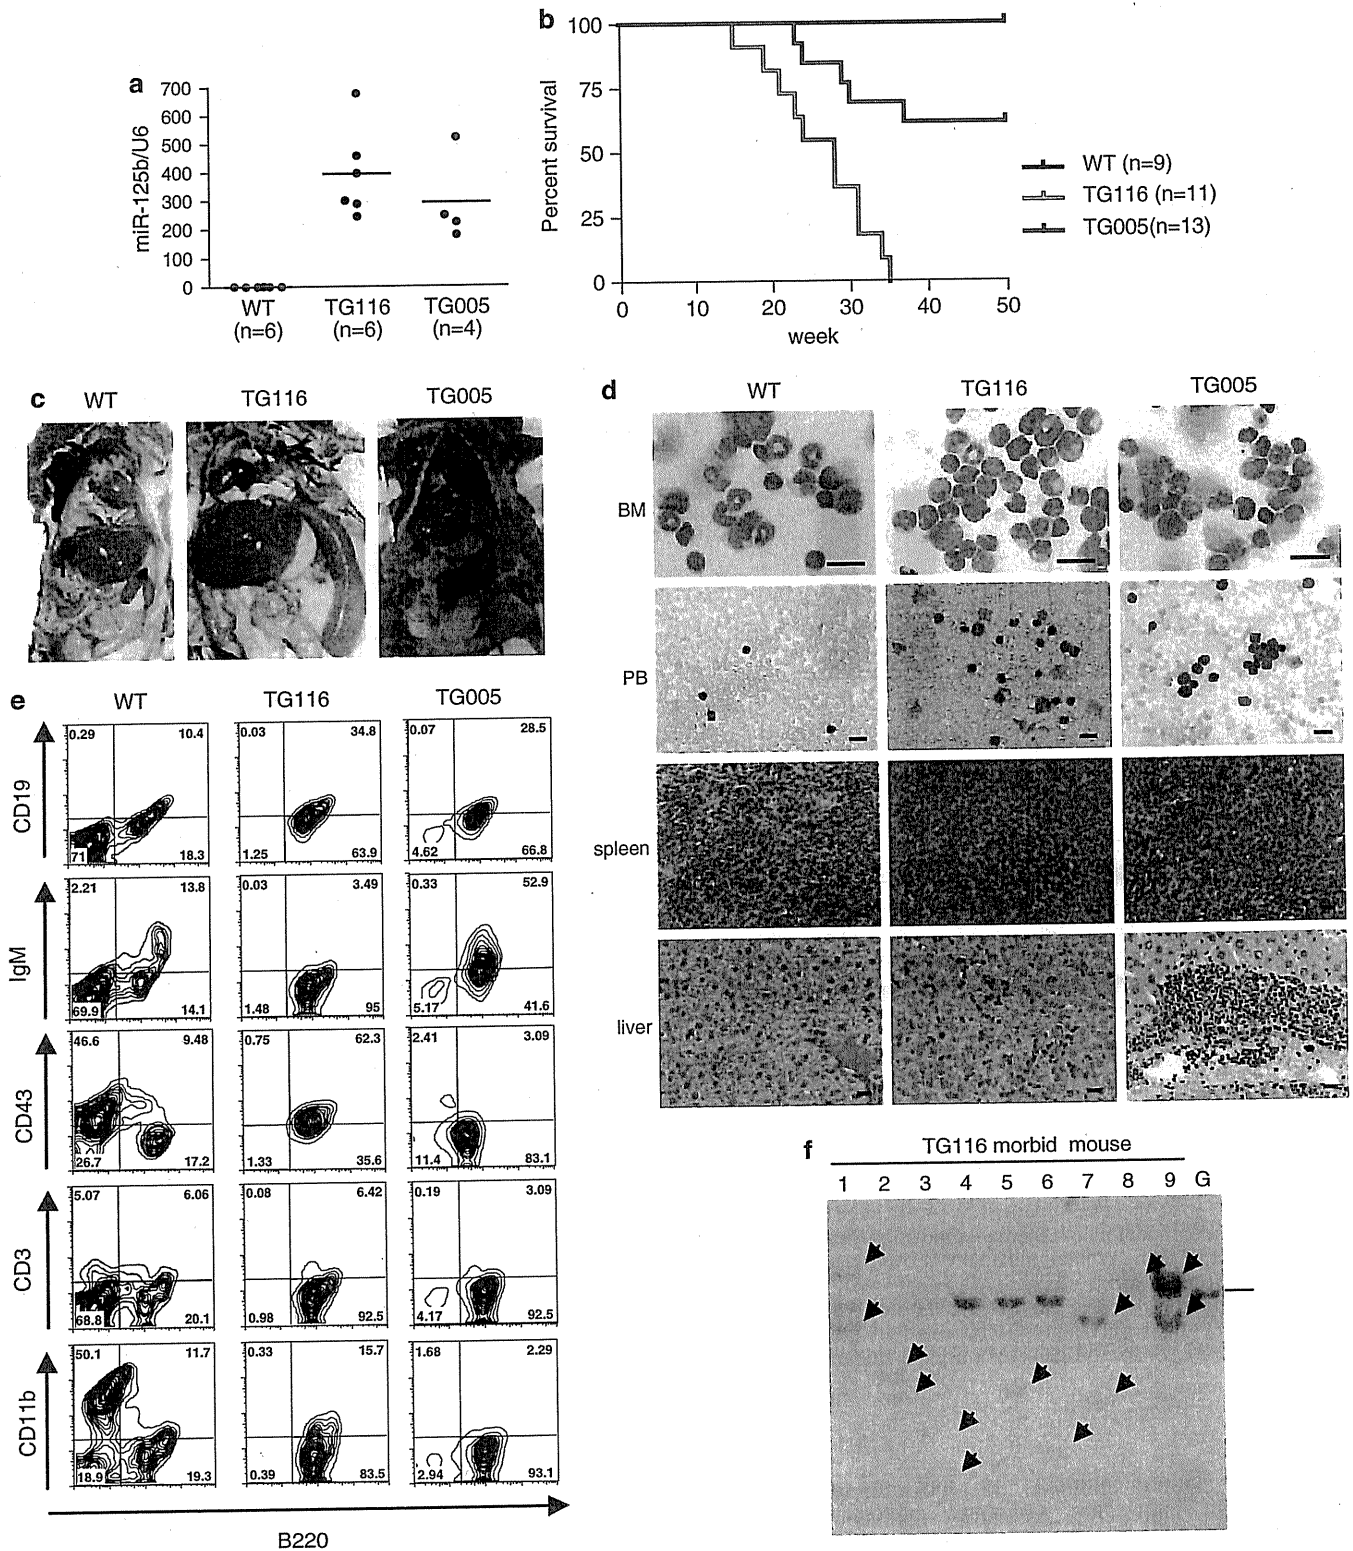 a
700
600
500
400
300
200
100
0
miR-125b/U6
WT
(n=6)
TG116
(n=6)
TG005
(n=4)
b
100
75
50
25
0
Percent survival
0 10 20 30 40 50
week
WT (n=9)
TG116 (n=11)
TG005(n=13)
c
WT TG116 TG005
d
WT TG116 TG005
BM
PB
spleen
liver
e
WT TG116 TG005
CD19
0.29 10.4
71 18.3
0.03 34.8
1.25 63.9
0.07 28.5
4.62 66.8
IgM
2.21 13.8
69.9 14.1
0.03 3.49
1.48 95
0.33 52.9
5.17 41.6
CD43
46.6 9.48
26.7 17.2
0.75 62.3
1.33 35.6
2.41 3.09
11.4 83.1
CD3
5.07 6.06
68.8 20.1
0.08 6.42
0.98 92.5
0.19 3.09
4.17 92.5
CD11b
50.1 11.7
18.9 19.3
0.33 15.7
0.39 83.5
1.68 2.29
2.94 93.1
B220
f
TG116 morbid mouse
1 2 3 4 5 6 7 8 9 G